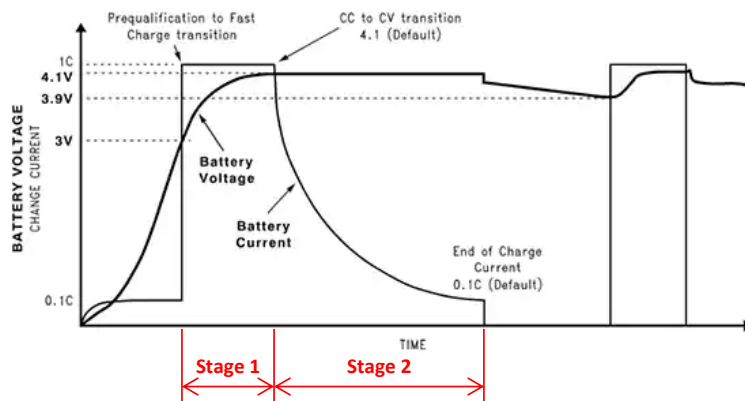 Prequalification to Fast
Charge transition
CC to CV transition
4.1 (Default)
1C
4.1V
3.9V
3V
0.1C
BATTERY VOLTAGE
CHANGE CURRENT
Battery
Voltage
Battery
Current
End of Charge
Current
0.1C (Default)
TIME
Stage 1
Stage 2